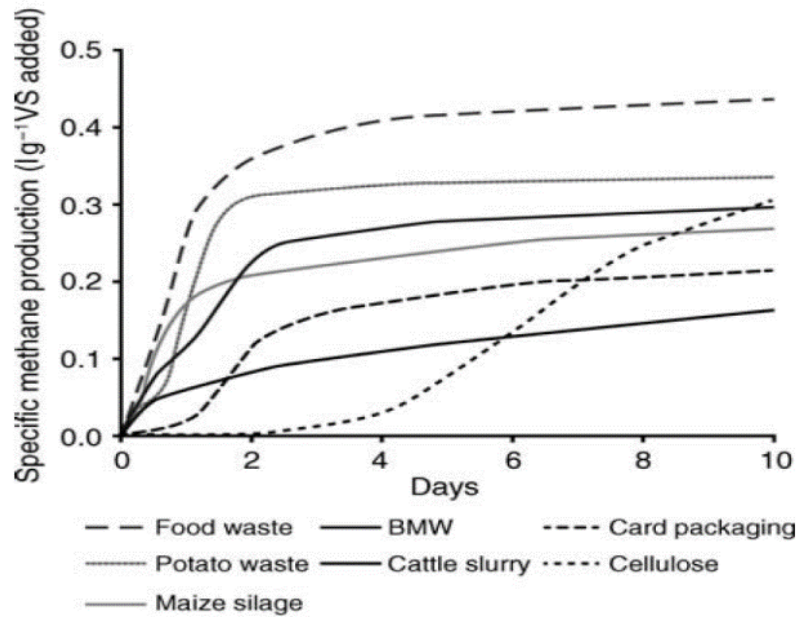 Specific methane production (lg⁻¹VS added)
0.5
0.4
0.3
0.2
0.1
0.0
0 2 4 6 8 10
Days
Food waste BMW Card packaging
Potato waste Cattle slurry Cellulose
Maize silage